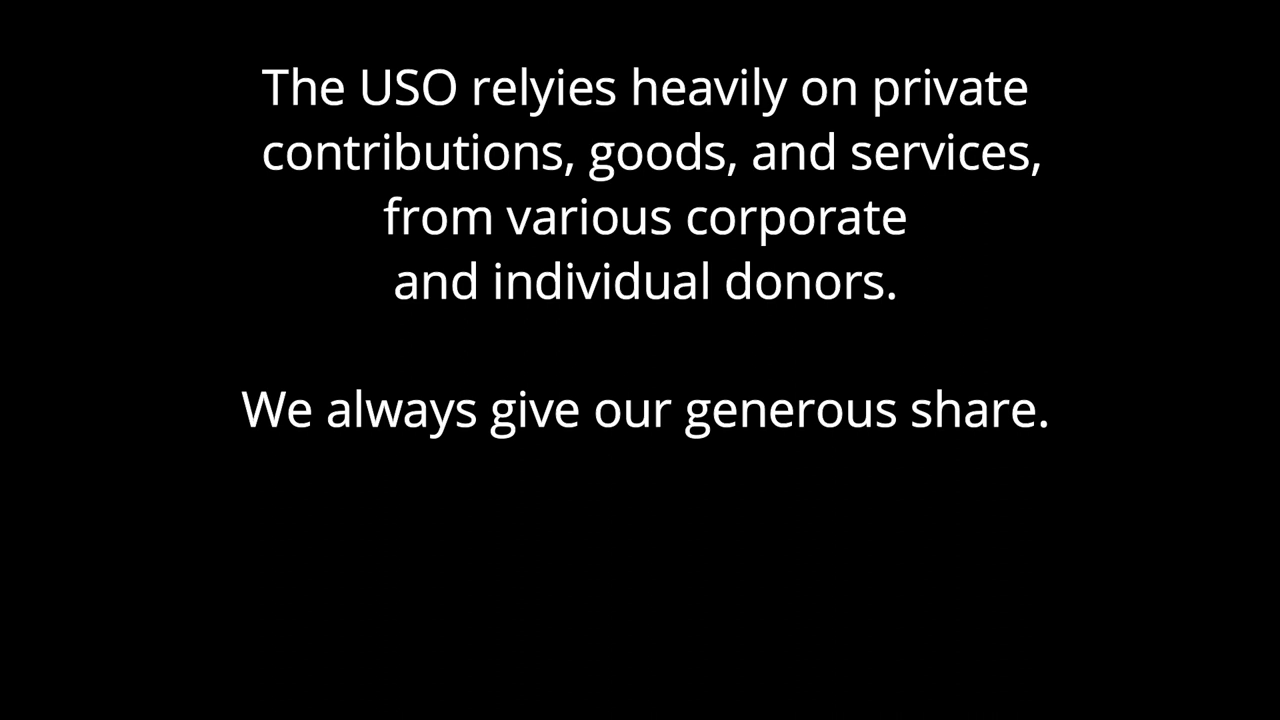 The USO relyies heavily on private
contributions, goods, and services,
from various corporate
and individual donors.
We always give our generous share.